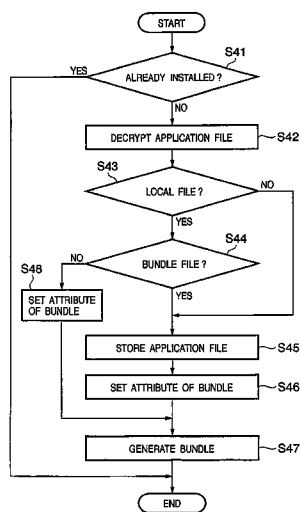 START
S41
YES
ALREADY INSTALLED ?
NO
DECRYPT APPLICATION FILE
S42
S43
LOCAL FILE ?
NO
YES
S44
NO
BUNDLE FILE ?
S48
YES
SET ATTRIBUTE
OF BUNDLE
STORE APPLICATION FILE
S45
SET ATTRIBUTE OF BUNDLE
S46
GENERATE BUNDLE
S47
END